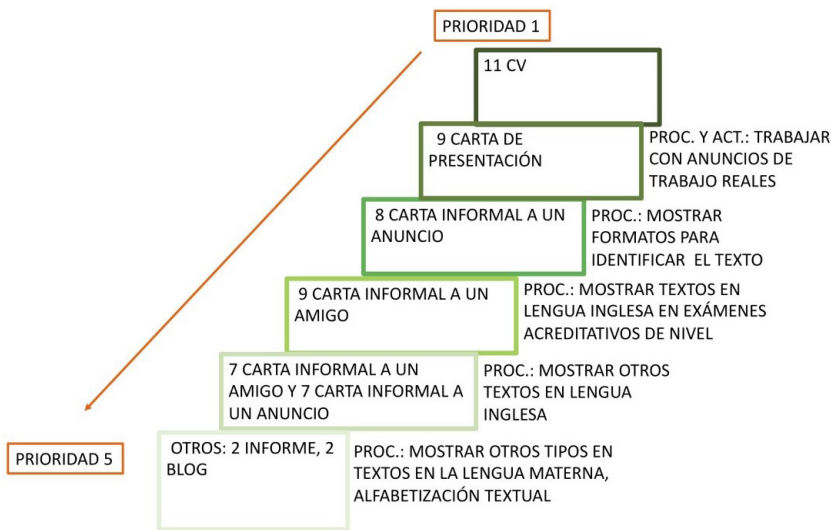 PRIORIDAD 1
11 CV
9 CARTA DE
PRESENTACIÓN
PROC. Y ACT.: TRABAJAR
CON ANUNCIOS DE
TRABAJO REALES
8 CARTA INFORMAL A UN
ANUNCIO
PROC.: MOSTRAR
FORMATOS PARA
IDENTIFICAR EL TEXTO
9 CARTA INFORMAL A UN
AMIGO
PROC.: MOSTRAR TEXTOS EN
LENGUA INGLESA EN EXÁMENES
ACREDITATIVOS DE NIVEL
7 CARTA INFORMAL A UN
AMIGO Y 7 CARTA INFORMAL A
UN ANUNCIO
PROC.: MOSTRAR OTROS
TEXTOS EN LENGUA
INGLESA
PRIORIDAD 5
OTROS: 2 INFORME, 2
BLOG
PROC.: MOSTRAR OTROS TIPOS EN
TEXTOS EN LA LENGUA MATERNA,
ALFABETIZACIÓN TEXTUAL